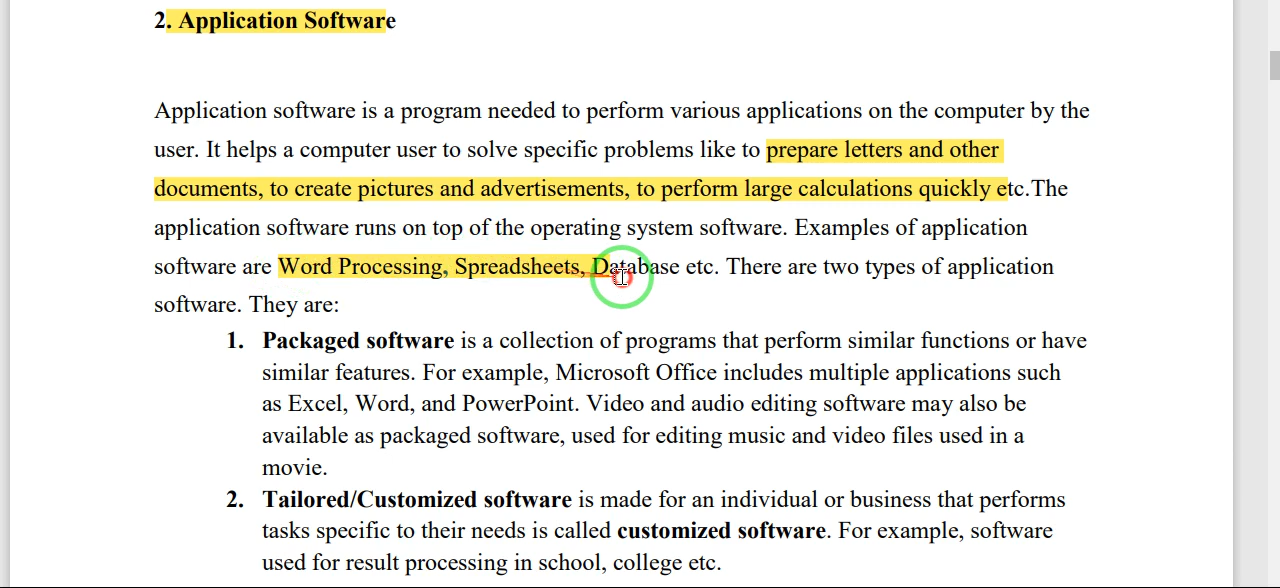 2. Application Software
Application software is a program needed to perform various applications on the computer by the
user. It helps a computer user to solve specific problems like to prepare letters and other
documents, to create pictures and advertisements, to perform large calculations quickly etc.The
application software runs on top of the operating system software. Examples of application
software are Word Processing, Spreadsheets, Database etc. There are two types of application
software. They are:
1. Packaged software is a collection of programs that perform similar functions or have
similar features. For example, Microsoft Office includes multiple applications such
as Excel, Word, and PowerPoint. Video and audio editing software may also be
available as packaged software, used for editing music and video files used in a
movie.
2. Tailored/Customized software is made for an individual or business that performs
tasks specific to their needs is called customized software. For example, software
used for result processing in school, college etc.